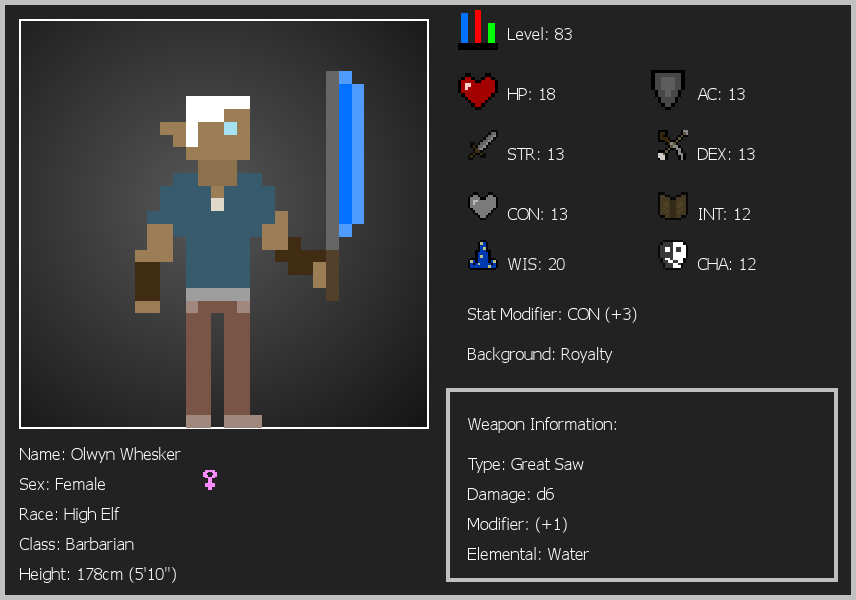 Level: 83
HP: 18
AC: 13
STR: 13
DEX: 13
CON: 13
INT: 12
WIS: 20
CHA: 12
Stat Modifier: CON (+3)
Background: Royalty
Weapon Information:
Type: Great Saw
Damage: d6
Modifier: (+1)
Elemental: Water
Name: Olwyn Whesker
Sex: Female
Race: High Elf
Class: Barbarian
Height: 178cm (5'10")